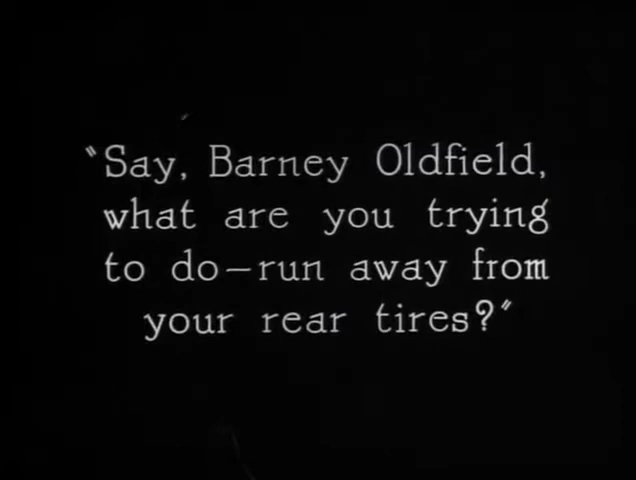 "Say, Barney Oldfield,
what are you trying
to do—run away from
your rear tires?"